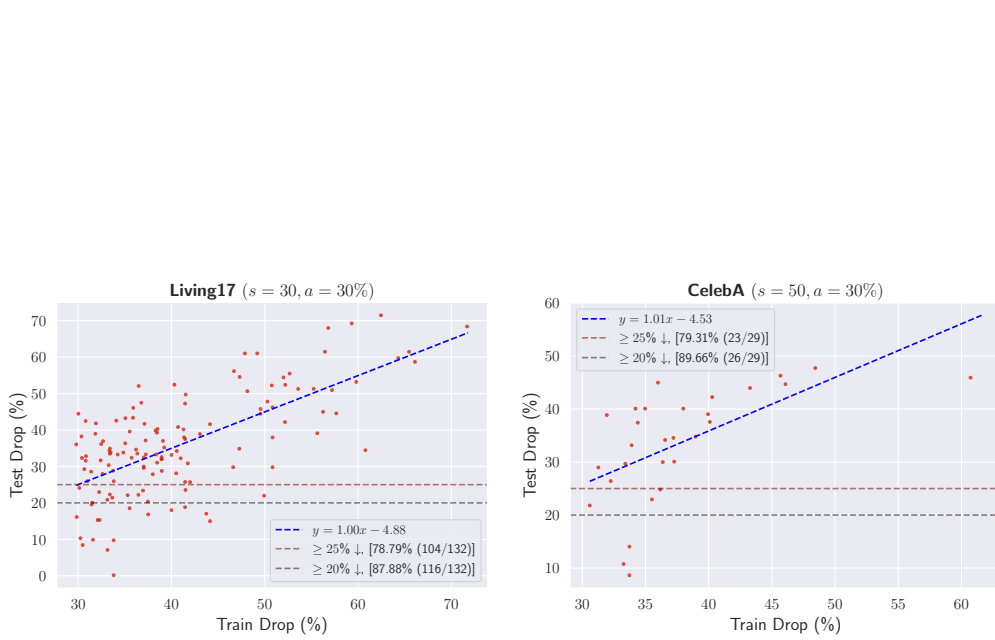 Living17 (s = 30, a = 30%)
Test Drop (%)
70
60
50
40
30
20
10
0
y = 1.00x − 4.88
≥ 25% ↓, [78.79% (104/132)]
≥ 20% ↓, [87.88% (116/132)]
30 40 50 60 70
Train Drop (%)
CelebA (s = 50, a = 30%)
Test Drop (%)
60
50
40
30
20
10
y = 1.01x − 4.53
≥ 25% ↓, [79.31% (23/29)]
≥ 20% ↓, [89.66% (26/29)]
30 35 40 45 50 55 60
Train Drop (%)